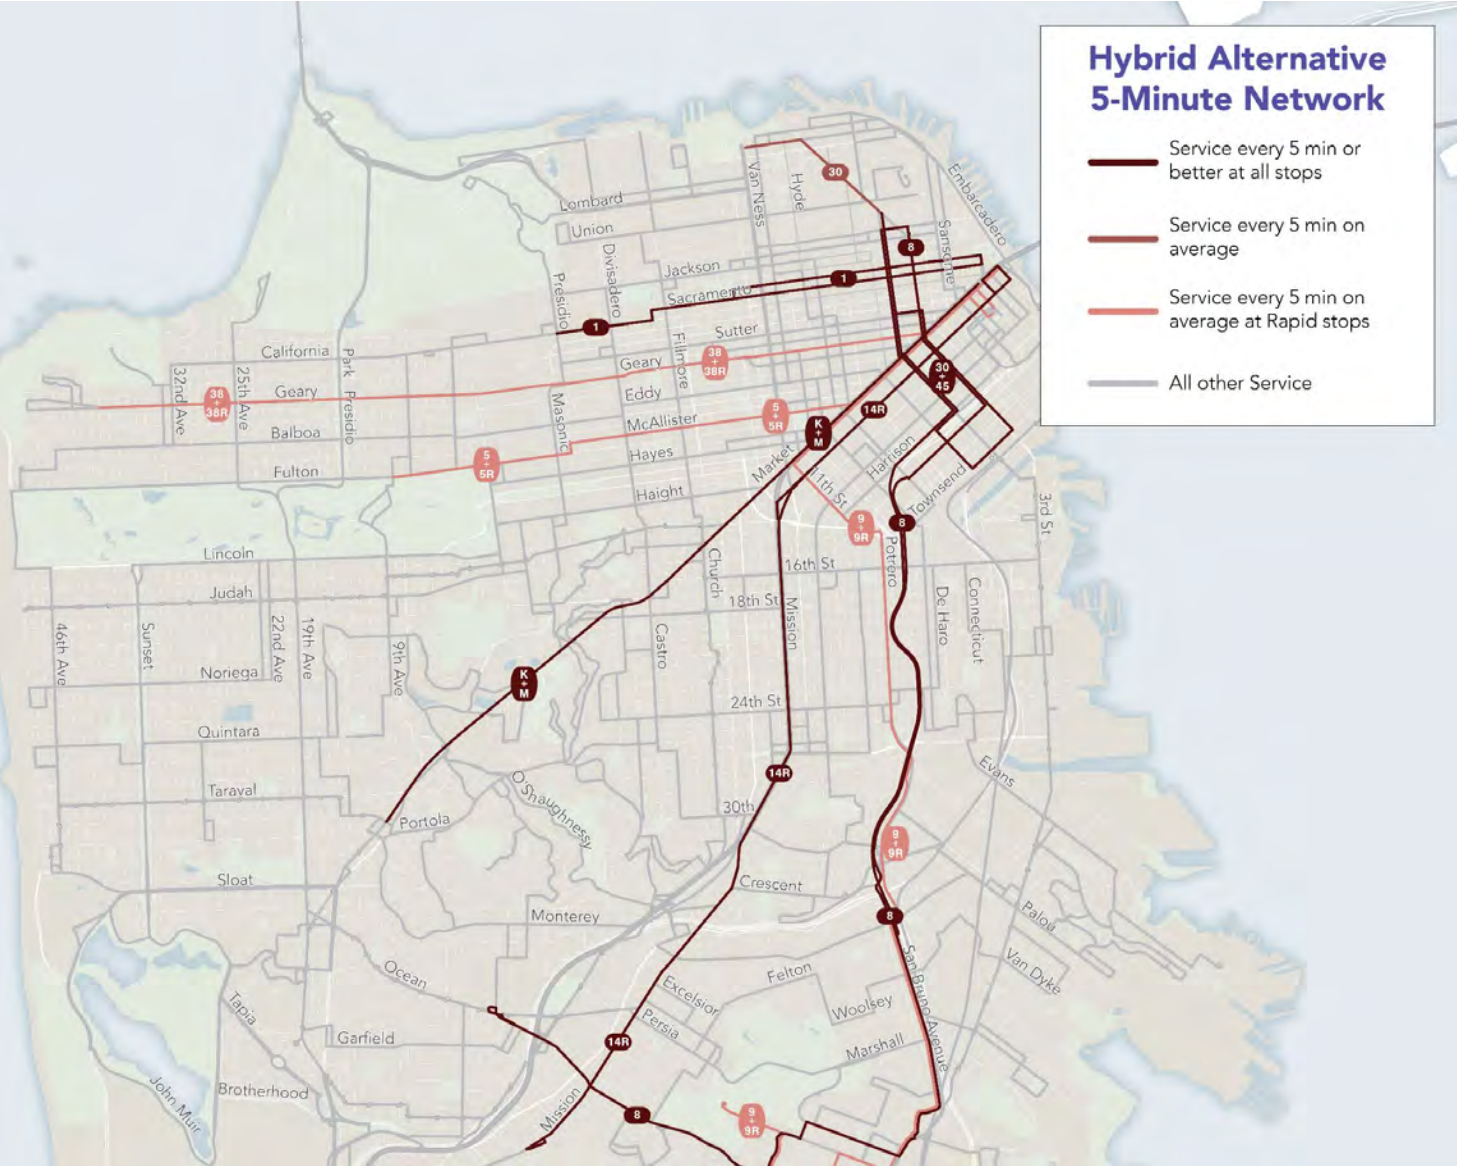 Hybrid Alternative
5-Minute Network
Service every 5 min or
better at all stops
Service every 5 min on
average
Service every 5 min on
average at Rapid stops
All other Service
30
Van Ness
Hyde
Embarcadero
Lombard
Union
8
Sansome
Divisadero
Jackson
1
Presidio
Sacramento
1
Sutter
California
Park Presidio
Fillmore
Geary
38
+
38R
30
+
45
32nd Ave
25th Ave
Geary
38
+
38R
Eddy
Masonic
McAllister
5
+
5R
14R
K
+
M
Balboa
Hayes
Market
Harrison
Fulton
5
+
5R
Haight
11th St
Townsend
3rd St
9
+
9R
8
Lincoln
Church
16th St
Potrero
Judah
18th St
Mission
De Haro
Connecticut
46th Ave
Sunset
22nd Ave
19th Ave
9th Ave
Castro
Noriega
K
+
M
24th St
Quintara
14R
Evans
Taraval
O'Shaughnessy
30th
Portola
9
+
9R
Sloat
Crescent
Monterey
8
Palou
San Bruno Avenue
Van Dyke
Ocean
Felton
Excelsior
Woolsey
Tapia
Persia
Garfield
14R
Marshall
John Muir
Brotherhood
Mission
8
9
+
9R